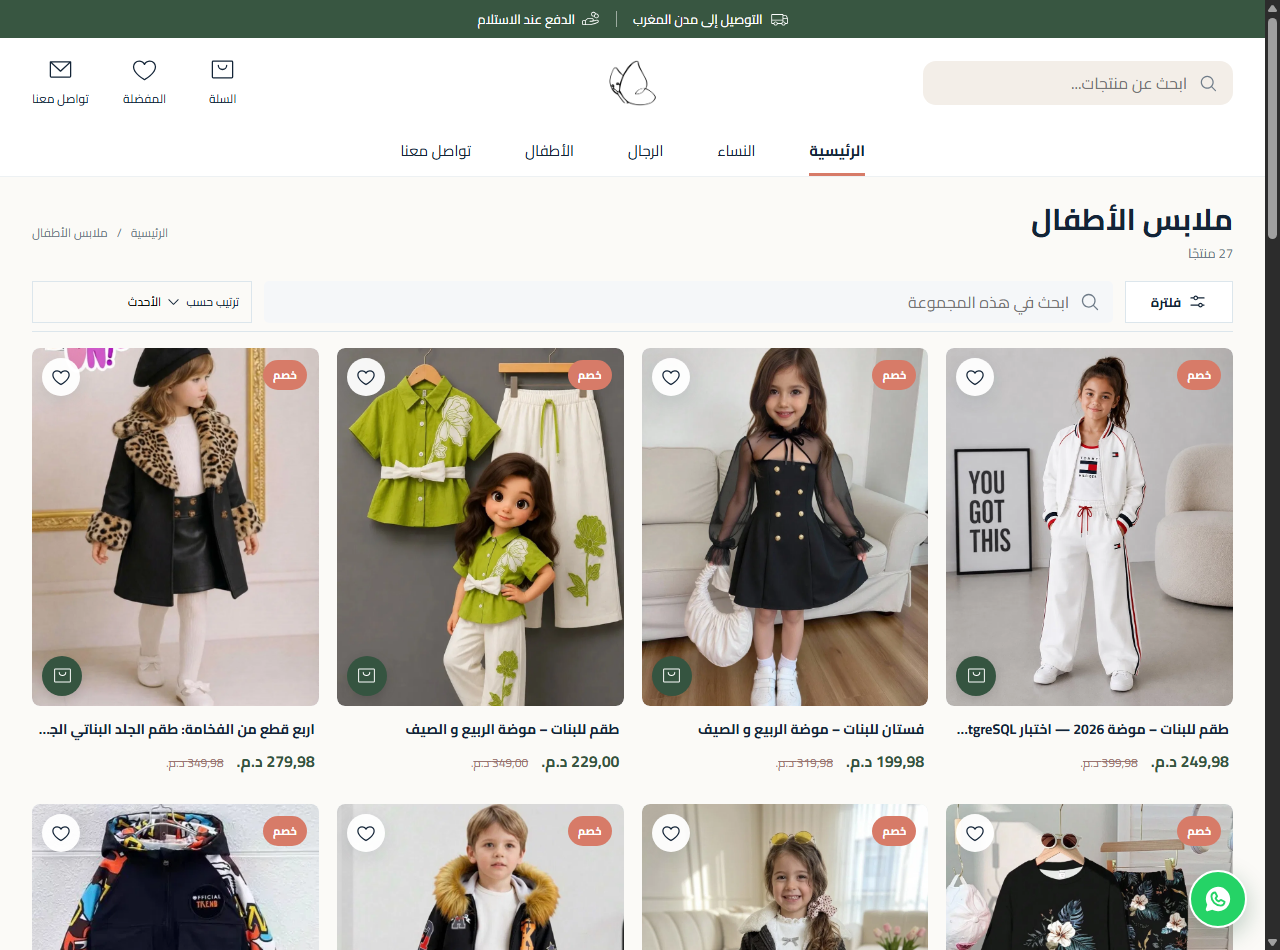 التوصيل إلى مدن المغرب
الدفع عند الاستلام
ابحث عن منتجات...
السلة
المفضلة
تواصل معنا
الرئيسية
النساء
الرجال
الأطفال
تواصل معنا
ملابس الأطفال
27 منتجًا
الرئيسية / ملابس الأطفال
فلترة
ابحث في هذه المجموعة
ترتيب حسب
الأحدث
خصم
خصم
خصم
خصم
YOU
GOT
THIS
طقم للبنات – موضة 2026 — اختبار tgreSQL...
249,98 د.م.
399,98 د.م.
فستان للبنات – موضة الربيع و الصيف
199,98 د.م.
319,98 د.م.
طقم للبنات – موضة الربيع و الصيف
229,00 د.م.
349,00 د.م.
اربع قطع من الفخامة: طقم الجلد البناتي الجـ...
279,98 د.م.
349,98 د.م.
خصم
خصم
خصم
خصم
OFFICIAL
TREND